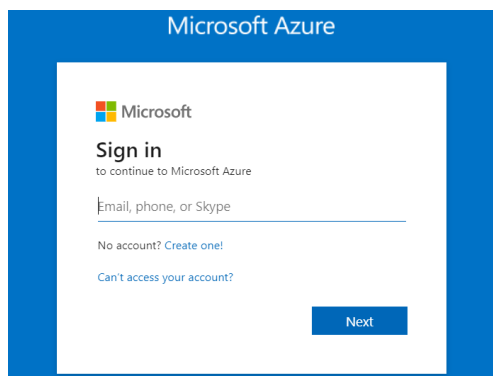 Microsoft Azure
Microsoft
Sign in
to continue to Microsoft Azure
Email, phone, or Skype
No account? Create one!
Can't access your account?
Next